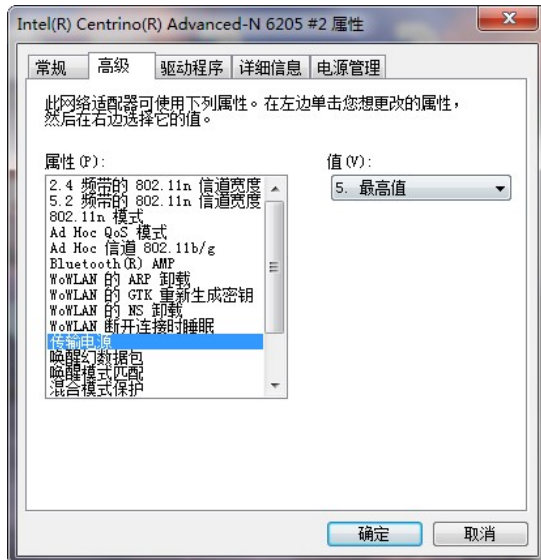 Intel(R) Centrino(R) Advanced-N 6205 #2 属性
常规 高级 驱动程序 详细信息 电源管理
此网络适配器可使用下列属性。在左边单击您想更改的属性，
然后在右边选择它的值。
属性(P):
值(V):
2.4 频带的 802.11n 信道宽度
5. 最高值
5.2 频带的 802.11n 信道宽度
802.11n 模式
Ad Hoc QoS 模式
Ad Hoc 信道 802.11b/g
Bluetooth(R) AMP
WoWLAN 的 ARP 卸载
WoWLAN 的 GTK 重新生成密钥
WoWLAN 的 NS 卸载
WoWLAN 断开连接时睡眠
传输电源
唤醒幻数据包
唤醒模式匹配
混合模式保护
确定
取消